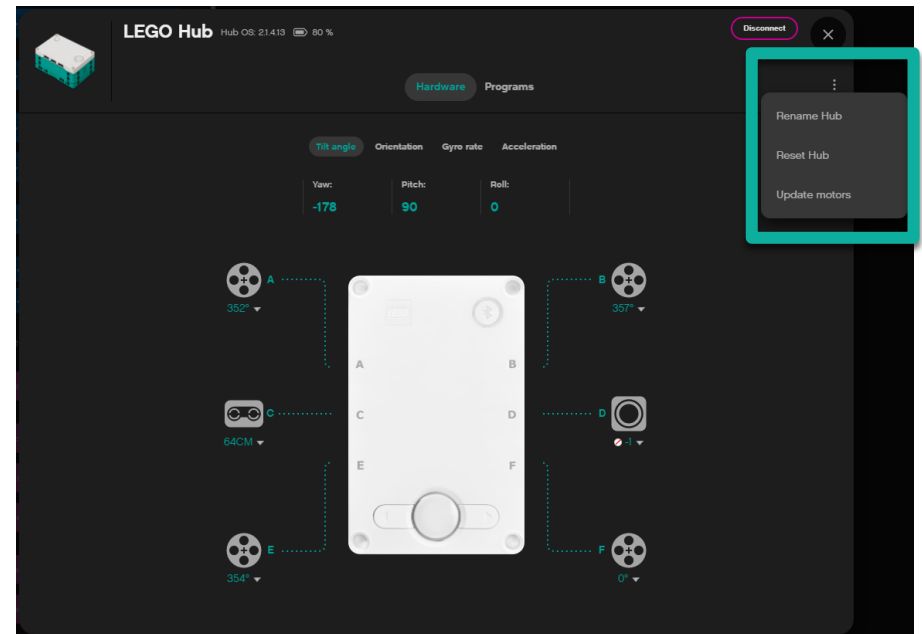 LEGO Hub Hub OS: 2.1.4.13 80 %
Disconnect
Hardware Programs
Rename Hub
Reset Hub
Update motors
Tilt angle Orientation Gyro rate Acceleration
Yaw: Pitch: Roll:
-178 90 0
A B
352° 357°
A B
C C D D
64CM -1
E F
E F
354° 0°